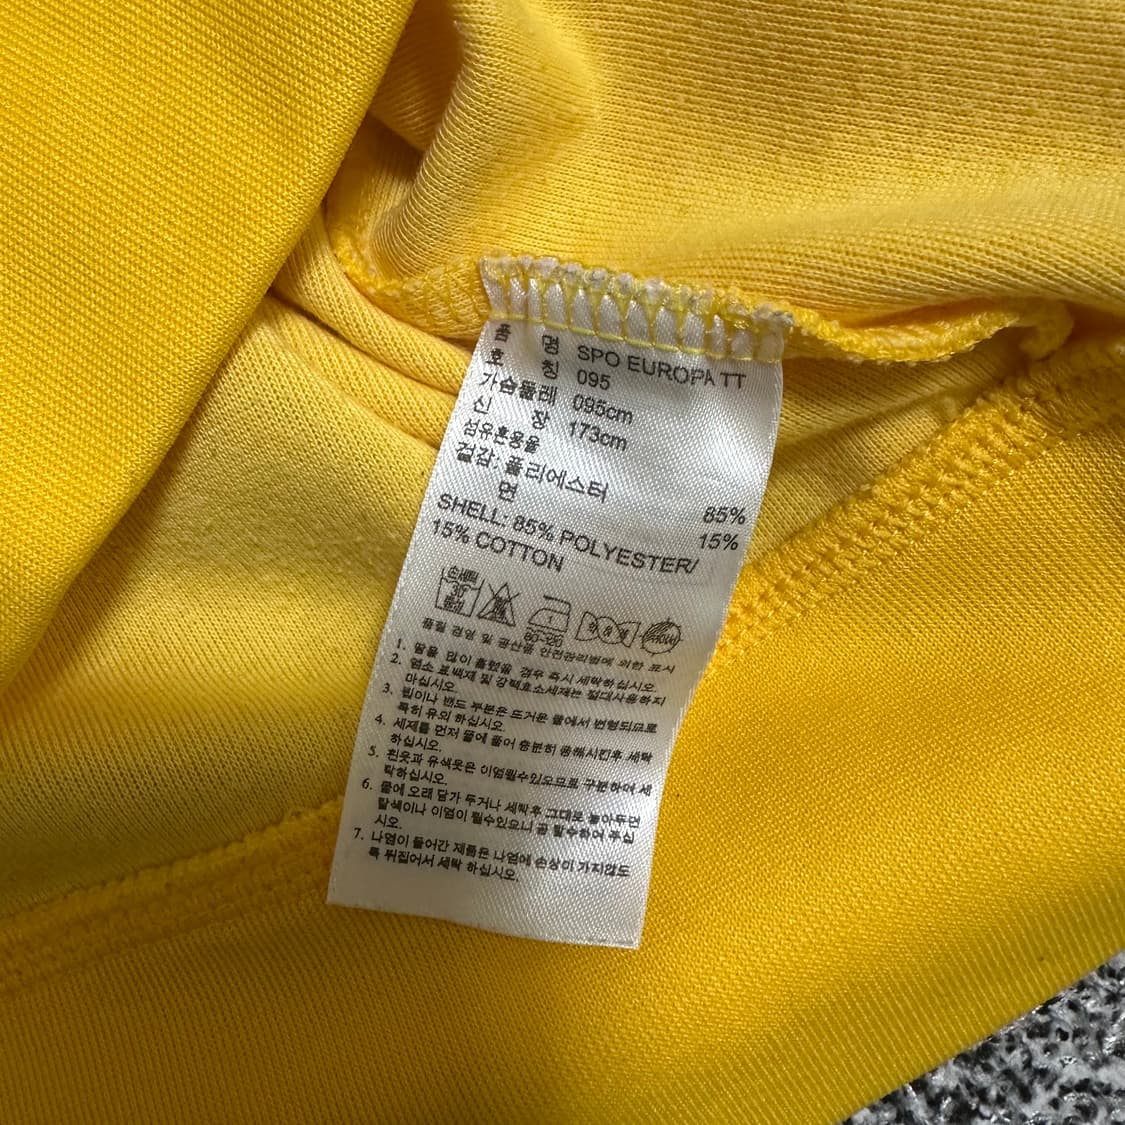 품 명 SPO EUROPA TT
호 칭 095
가슴둘레 095cm
신 장 173cm
섬유혼용율
겉감: 폴리에스터 85%
면 15%
SHELL: 85% POLYESTER/
15% COTTON
손세탁
30
중성
80~120
품질 경영 및 공산품 안전관리법에 의한 표시
1. 땀을 많이 흘렸을 경우 즉시 세탁하십시오.
2. 염소 표백제 및 강력효소세제는 절대사용하지
마십시오.
3. 립이나 밴드 부분은 뜨거운 물에서 변형되므로
특히 유의 하십시오.
4. 세제를 먼저 물에 풀어 충분히 용해시킨후 세탁
하십시오.
5. 흰옷과 유색옷은 이염될수있으므로 구분하여 세
탁하십시오.
6. 물에 오래 담가 두거나 세탁후 그대로 놓아두면
탈색이나 이염이 될수있으니 곧 탈수하여 주십
시오.
7. 나염이 들어간 제품은 나염에 손상이 가지않도
록 뒤집어서 세탁 하십시오.